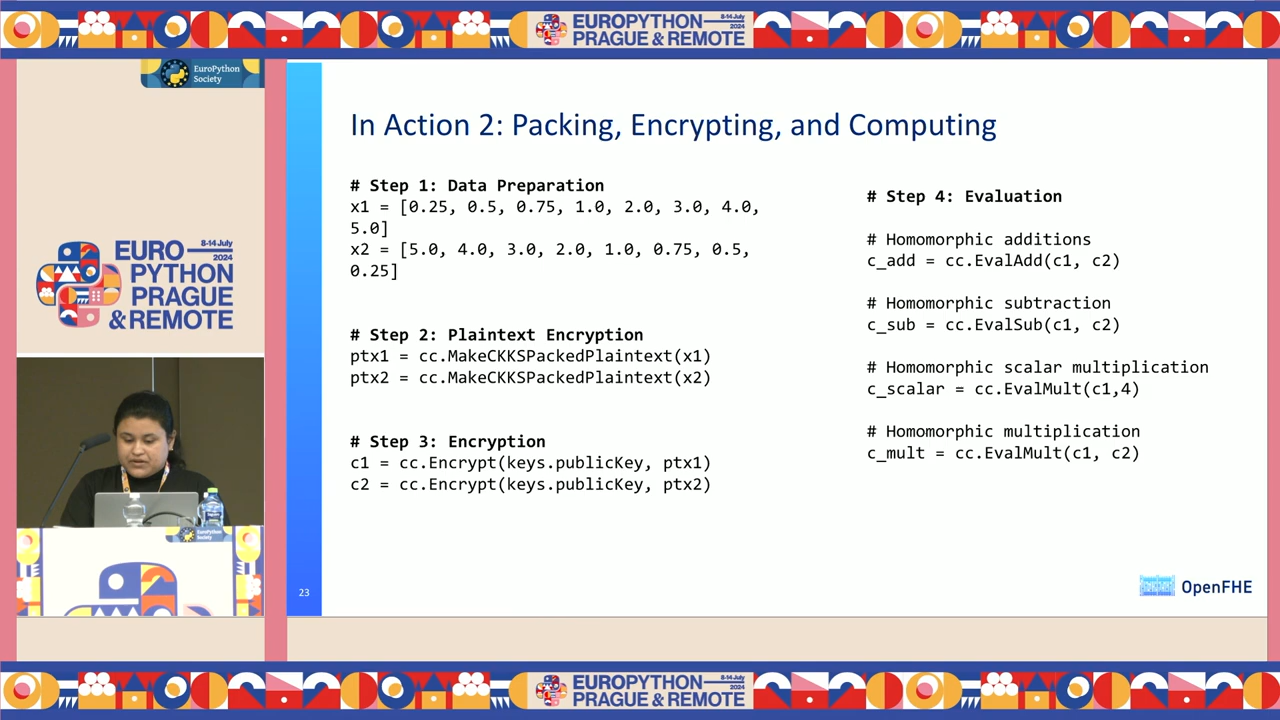 EUROPYTHON
8-14 July
2024
PRAGUE & REMOTE
EuroPython
Society
EURO
8-14 July
2024
PYTHON
PRAGUE
& REMOTE
EuroPython
Society
In Action 2: Packing, Encrypting, and Computing
# Step 1: Data Preparation
x1 = [0.25, 0.5, 0.75, 1.0, 2.0, 3.0, 4.0,
5.0]
x2 = [5.0, 4.0, 3.0, 2.0, 1.0, 0.75, 0.5,
0.25]
# Step 2: Plaintext Encryption
ptx1 = cc.MakeCKKSPackedPlaintext(x1)
ptx2 = cc.MakeCKKSPackedPlaintext(x2)
# Step 3: Encryption
c1 = cc.Encrypt(keys.publicKey, ptx1)
c2 = cc.Encrypt(keys.publicKey, ptx2)
# Step 4: Evaluation
# Homomorphic additions
c_add = cc.EvalAdd(c1, c2)
# Homomorphic subtraction
c_sub = cc.EvalSub(c1, c2)
# Homomorphic scalar multiplication
c_scalar = cc.EvalMult(c1,4)
# Homomorphic multiplication
c_mult = cc.EvalMult(c1, c2)
23
OpenFHE
EUROPYTHON
8-14 July
2024
PRAGUE & REMOTE